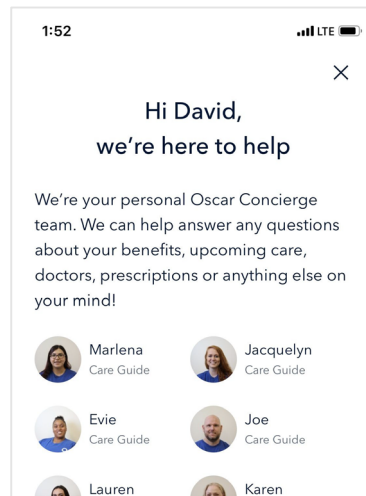 1:52
LTE
Hi David,
we’re here to help
We’re your personal Oscar Concierge
team. We can help answer any questions
about your benefits, upcoming care,
doctors, prescriptions or anything else on
your mind!
Marlena
Care Guide
Jacquelyn
Care Guide
Evie
Care Guide
Joe
Care Guide
Lauren
Karen